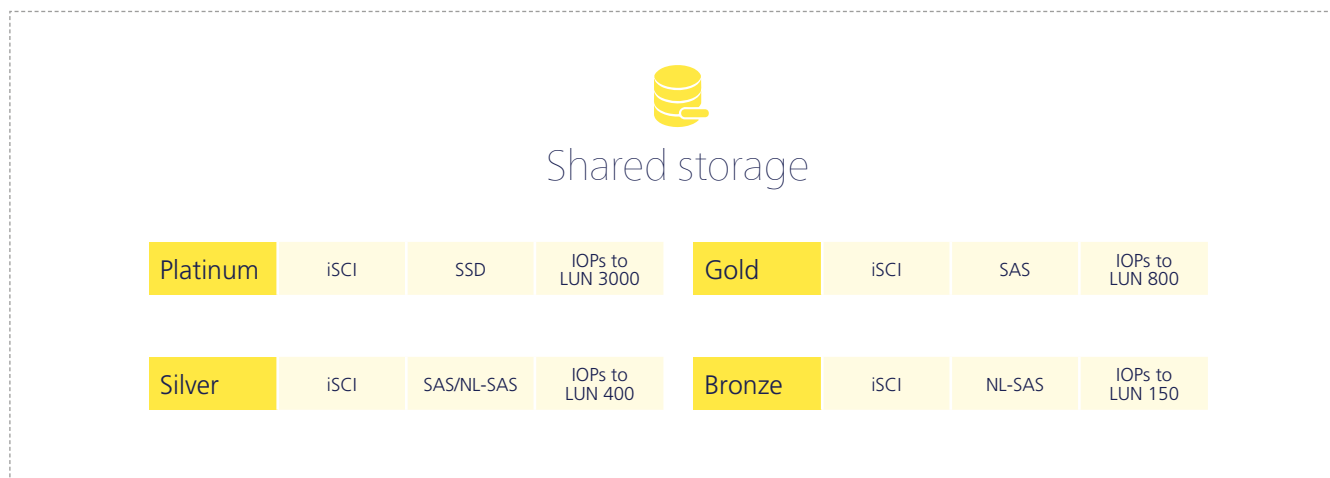 Shared storage
Platinum iSCI SSD IOPs to LUN 3000
Gold iSCI SAS IOPs to LUN 800
Silver iSCI SAS/NL-SAS IOPs to LUN 400
Bronze iSCI NL-SAS IOPs to LUN 150